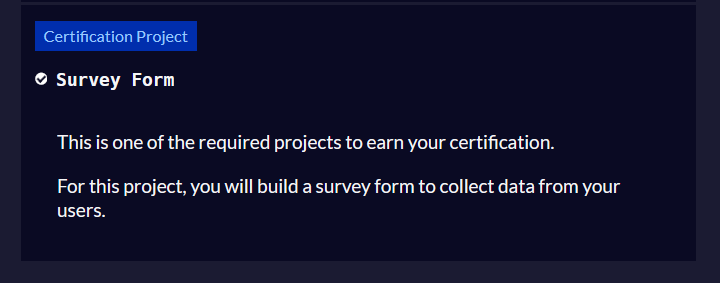 Certification Project
Survey Form
This is one of the required projects to earn your certification.
For this project, you will build a survey form to collect data from your
users.